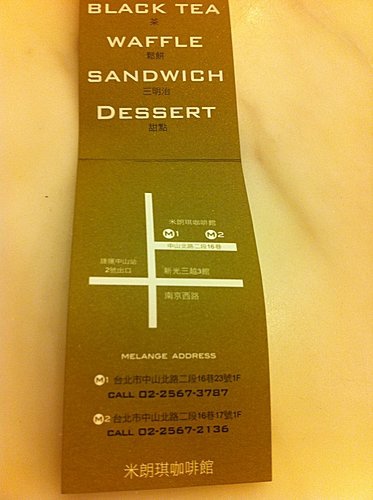 BLACK TEA
茶
WAFFLE
鬆餅
SANDWICH
三明治
DESSERT
甜點
米朗琪咖啡館
M1 M2
中山北路二段16巷
捷運中山站
2號出口
新光三越3館
南京西路
MELANGE ADDRESS
M1 台北市中山北路二段16巷23號1F
CALL 02-2567-3787
M2 台北市中山北路二段16巷17號1F
CALL 02-2567-2136
米朗琪咖啡館